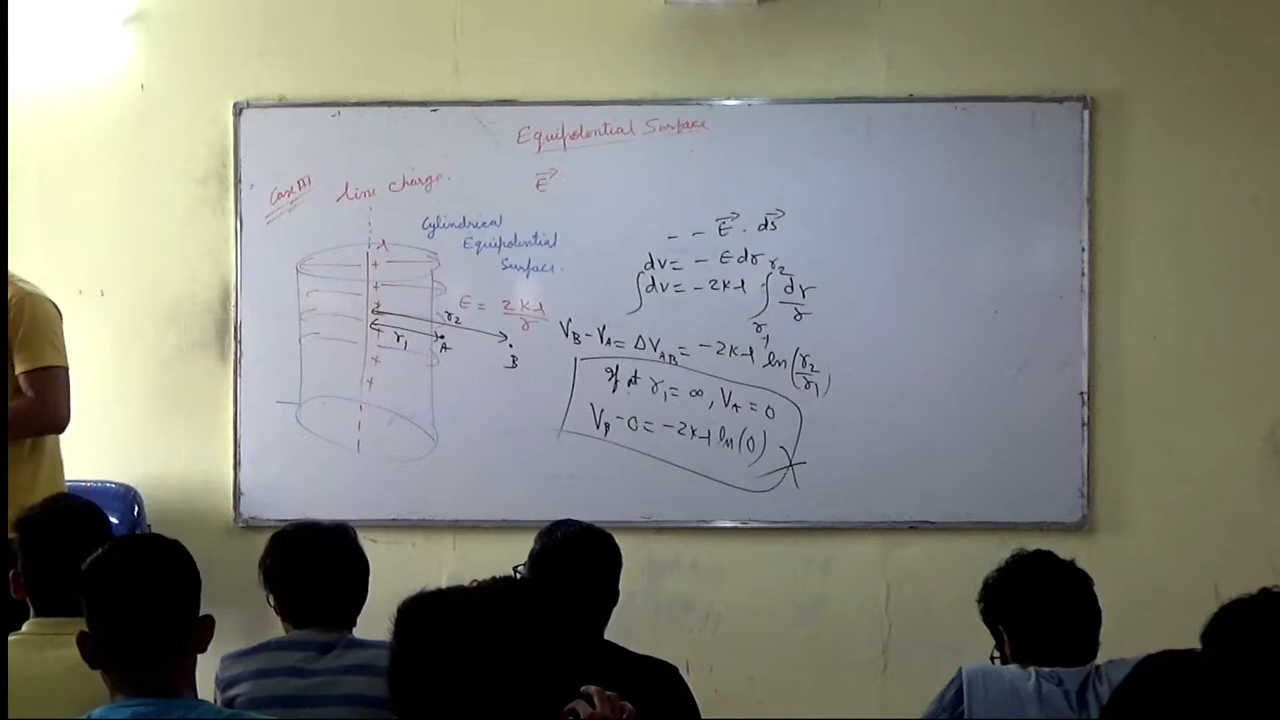 Equipotential Surface
Case III
line charge.
E⃗
Cylindrical
Equipotential
Surface.
λ
+
+
+
+
+
+
E = 2kλ/r
r₁
r₂
A
B
- - E⃗ . ds⃗
dv = - E dr
∫dv = -2kλ ∫ᵣ₁ʳ² dr/r
V_B - V_A = ΔV_AB = -2kλ ln(r₂/r₁)
If at r₁ = ∞, V_A = 0
V_B - 0 = -2kλ ln(0)